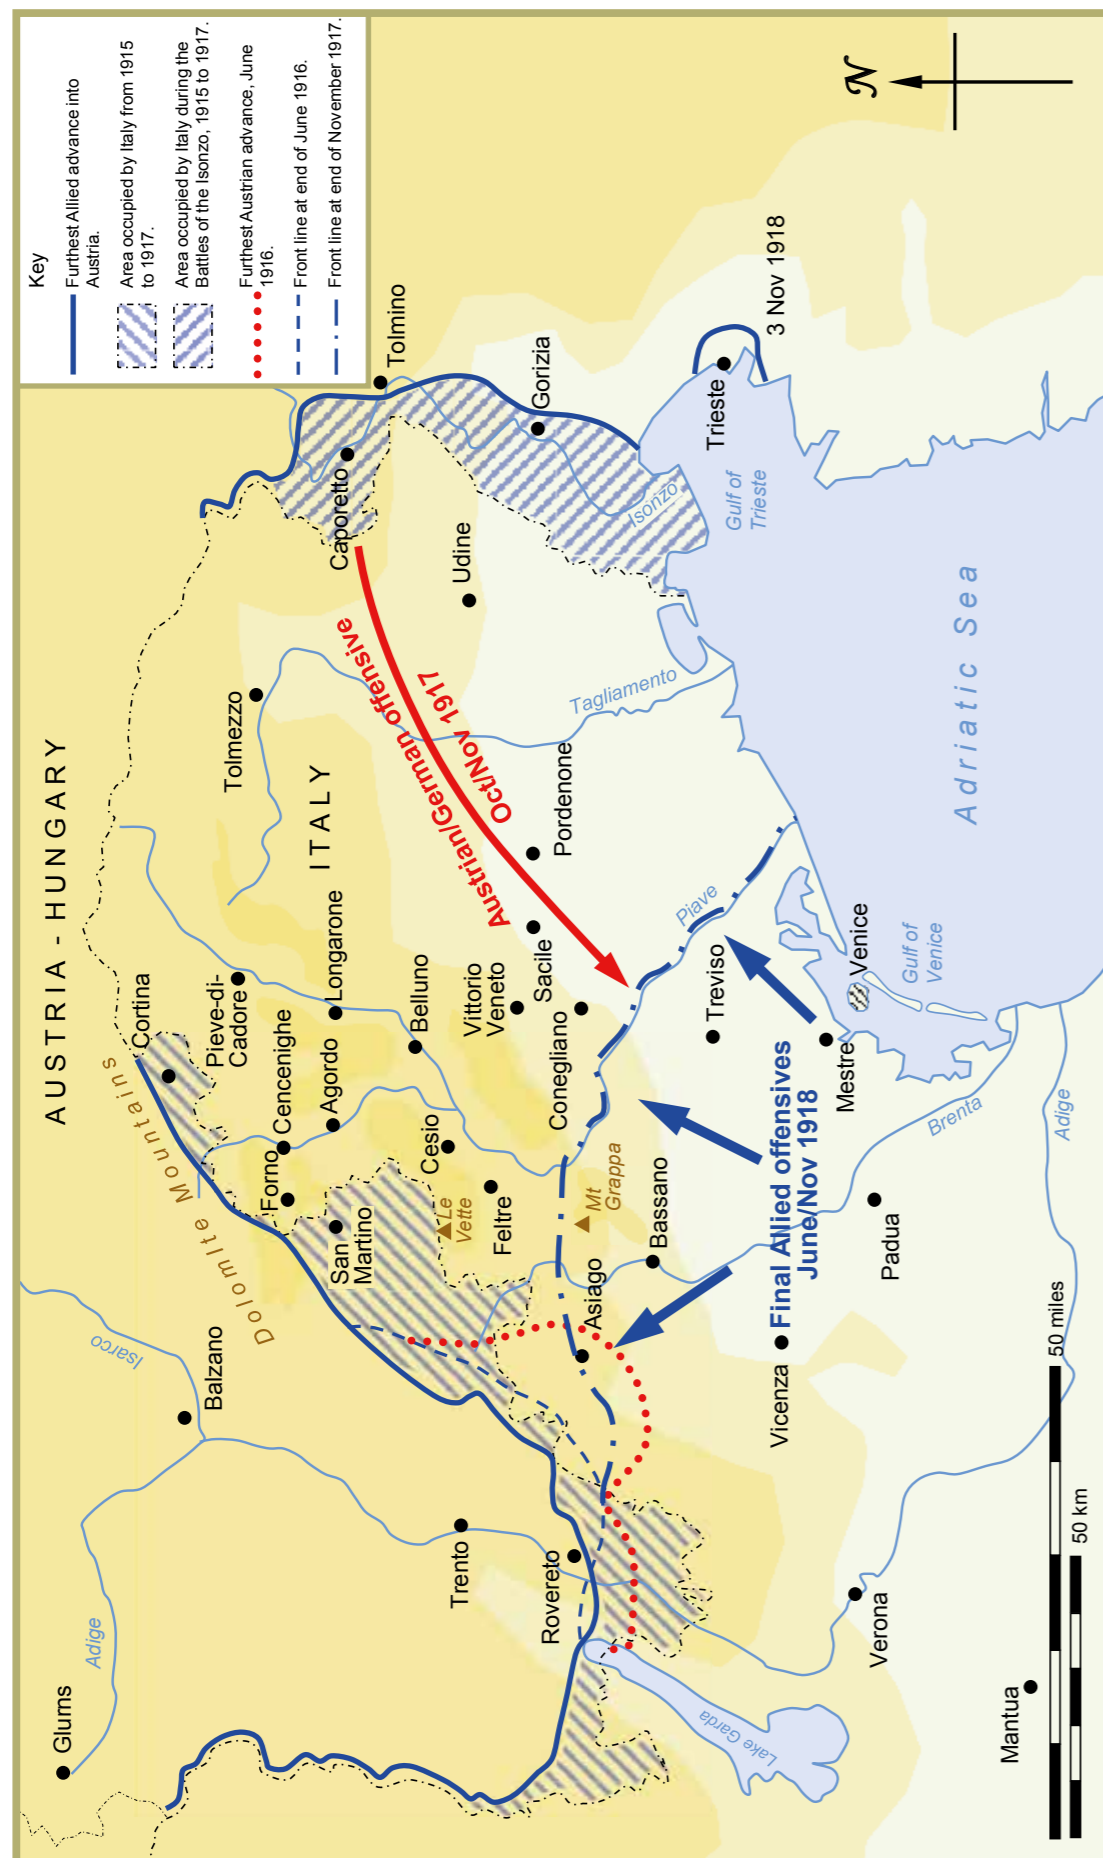 Key
Furthest Allied advance into
Austria.
Area occupied by Italy from 1915
to 1917.
Area occupied by Italy during the
Battles of the Isonzo, 1915 to 1917.
Furthest Austrian advance, June
1916.
Front line at end of June 1916.
Front line at end of November 1917.
N
AUSTRIA - HUNGARY
ITALY
Glums
Adige
Balzano
Isarco
Dolomite Mountains
Cortina
Pieve-di-
Cadore
Cencenighe
Forno
Agordo
Longarone
San
Martino
Tolmezzo
Caporetto
Tolmino
Trento
Le
Vette
Cesio
Feltre
Belluno
Vittorio
Veneto
Sacile
Conegliano
Pordenone
Udine
Gorizia
Isonzo
Tagliamento
Austrian/German offensive
Oct/Nov 1917
Rovereto
Asiago
Mt
Grappa
Bassano
Piave
Treviso
Trieste
Gulf of
Trieste
3 Nov 1918
Lake Garda
Vicenza
Final Allied offensives
June/Nov 1918
Mestre
Venice
Gulf of
Venice
Adriatic Sea
Verona
Padua
Brenta
Adige
Mantua
50 miles
50 km